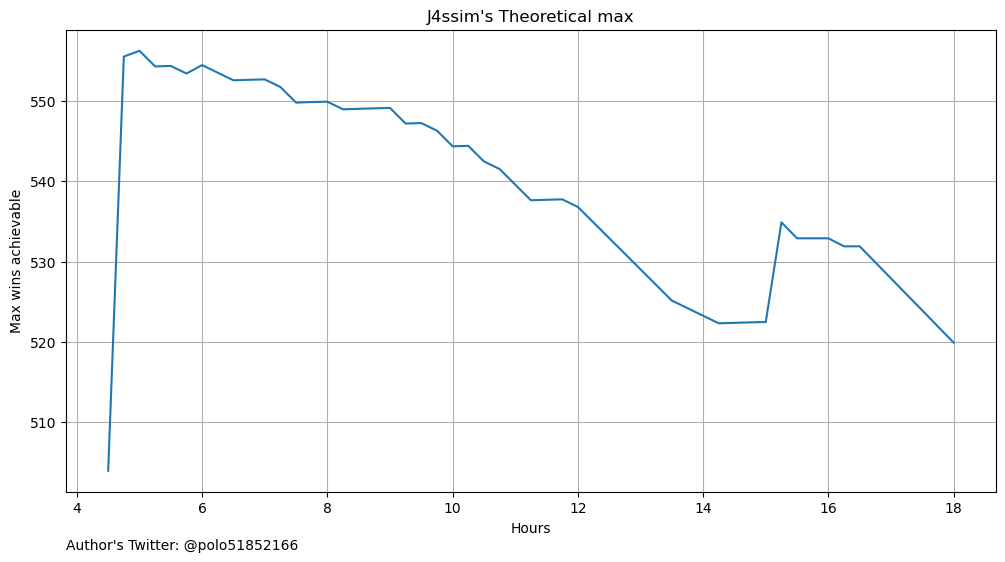 J4ssim's Theoretical max
Max wins achievable
550
540
530
520
510
4 6 8 10 12 14 16 18
Hours
Author's Twitter: @polo51852166